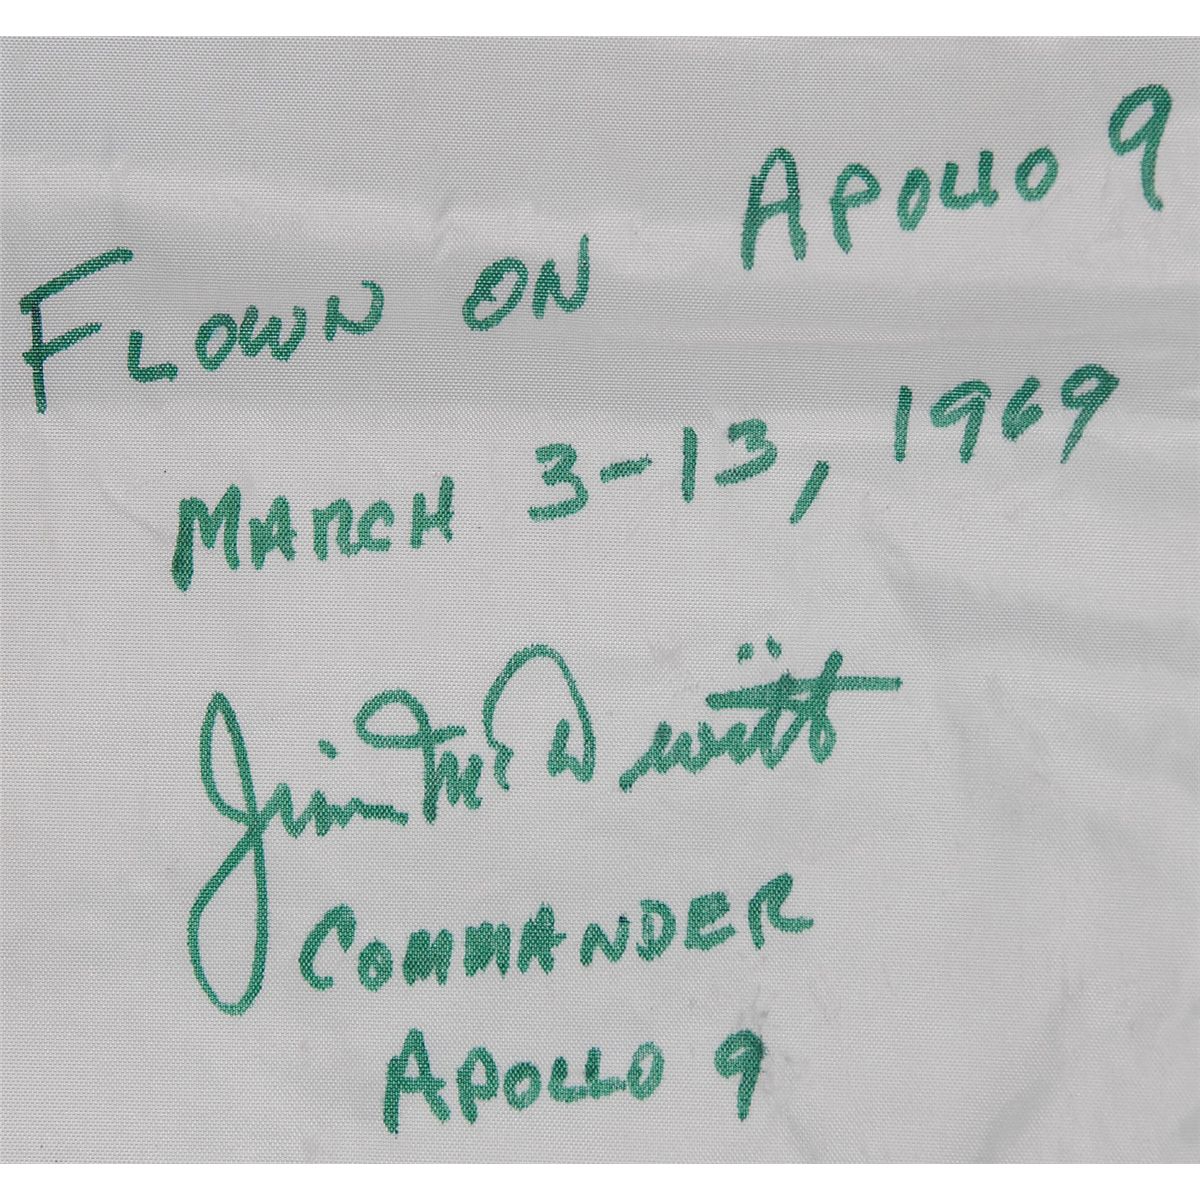 FLOWN ON APOLLO 9
MARCH 3-13, 1969
Jim McDivitt
COMMANDER
APOLLO 9